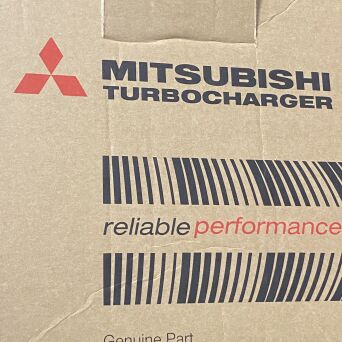 MITSUBISHI
TURBOCHARGER
reliable performance
Genuine Part